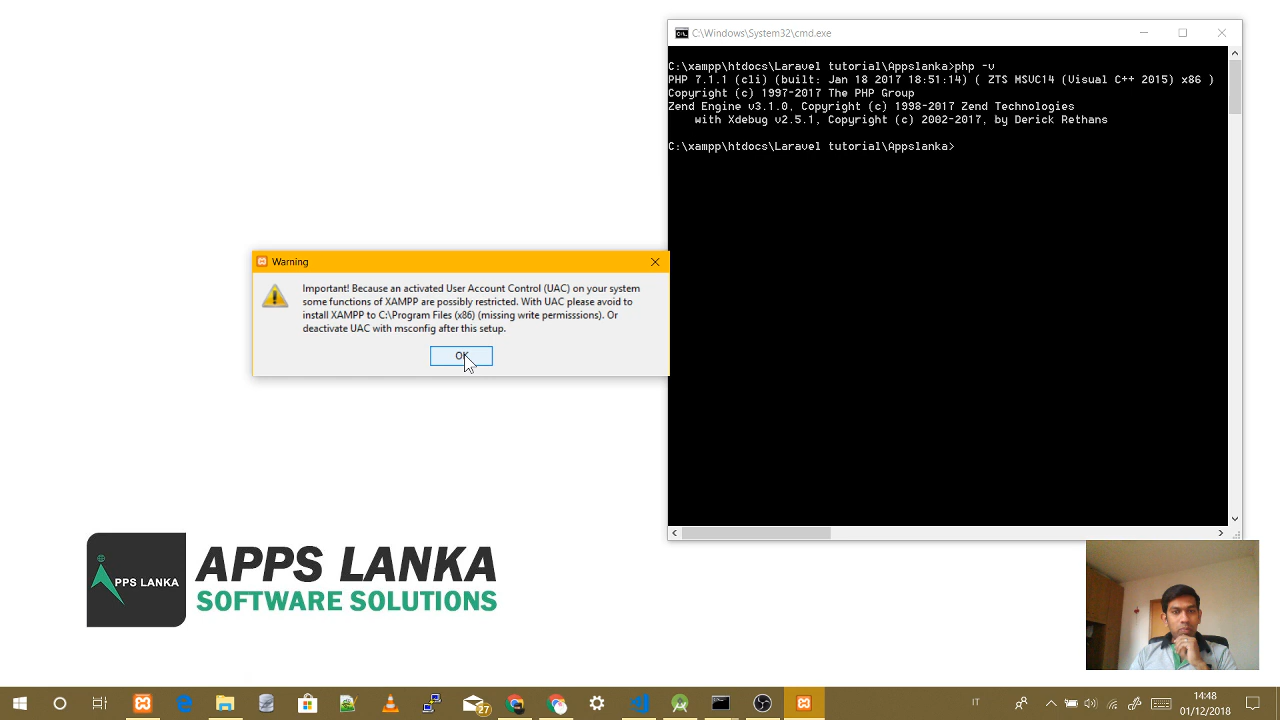 C:\Windows\System32\cmd.exe
C:\xampp\htdocs\Laravel tutorial\Appslanka>php -v
PHP 7.1.1 (cli) (built: Jan 18 2017 18:51:14) ( ZTS MSVC14 (Visual C++ 2015) x86 )
Copyright (c) 1997-2017 The PHP Group
Zend Engine v3.1.0, Copyright (c) 1998-2017 Zend Technologies
with Xdebug v2.5.1, Copyright (c) 2002-2017, by Derick Rethans
C:\xampp\htdocs\Laravel tutorial\Appslanka>
Warning
Important! Because an activated User Account Control (UAC) on your system
some functions of XAMPP are possibly restricted. With UAC please avoid to
install XAMPP to C:\Program Files (x86) (missing write permisssions). Or
deactivate UAC with msconfig after this setup.
OK
PPS LANKA
APPS LANKA
SOFTWARE SOLUTIONS
27
IT
14:48
01/12/2018